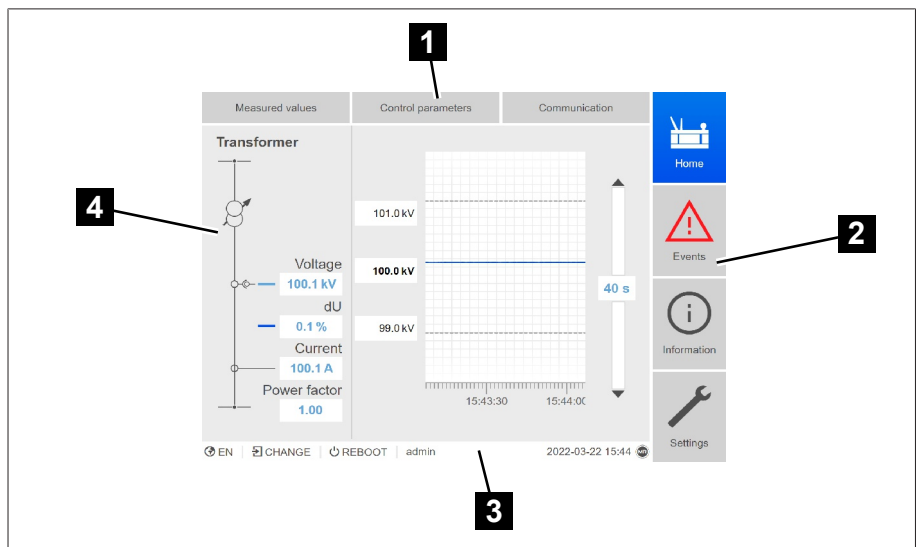 1
Measured values Control parameters Communication
Home
Transformer
4
2
101.0 kV
Events
Voltage
100.1 kV
100.0 kV
40 s
dU
0.1 %
99.0 kV
Current
100.1 A
Information
Power factor
1.00
15:43:30 15:44:00
Settings
EN CHANGE REBOOT admin 2022-03-22 15:44 MR
3